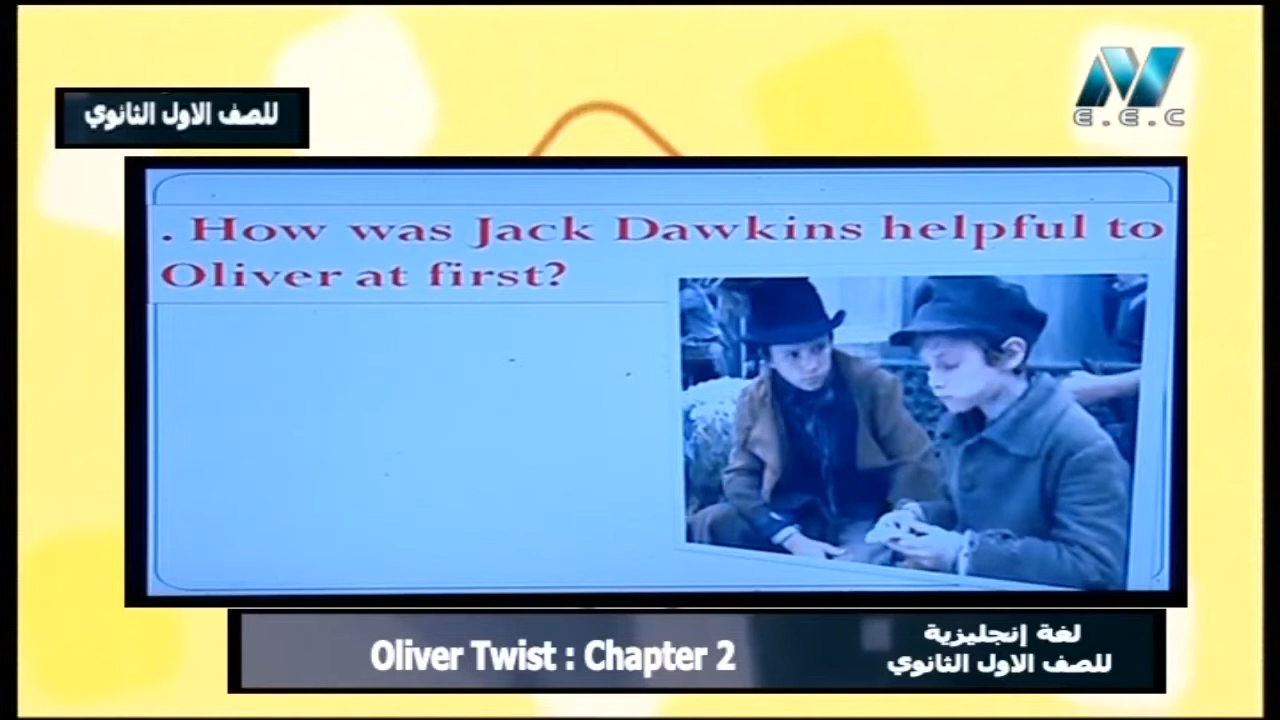 للصف الاول الثانوي
E.E.C
. How was Jack Dawkins helpful to
Oliver at first?
Oliver Twist : Chapter 2
لغة إنجليزية
للصف الاول الثانوي